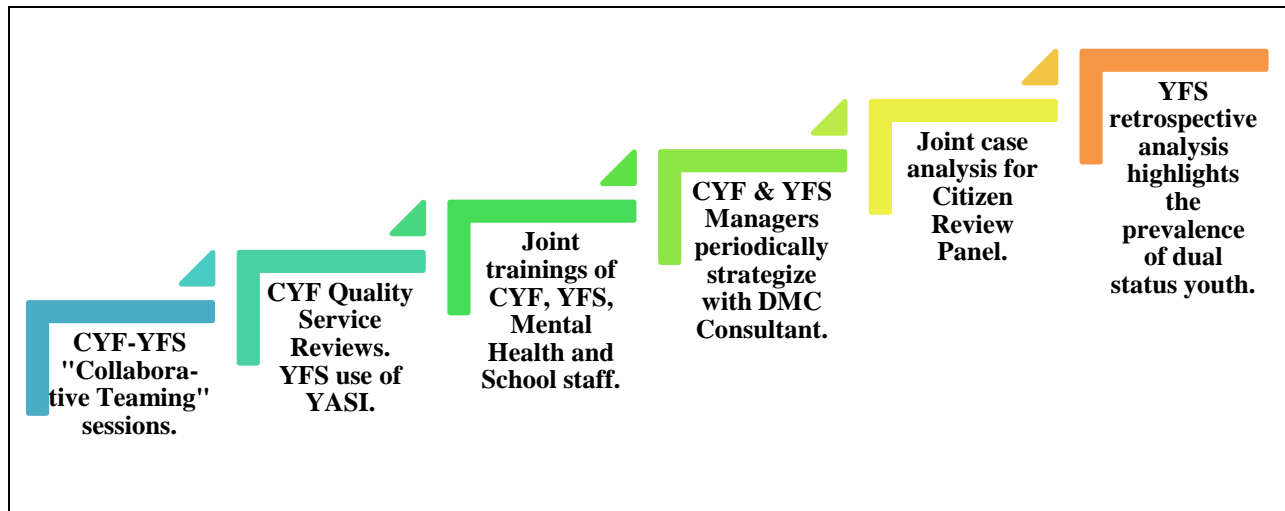 CYF-YFS
"Collabora-
tive Teaming"
sessions.
CYF Quality
Service
Reviews.
YFS use of
YASI.
Joint
trainings of
CYF, YFS,
Mental
Health and
School staff.
CYF & YFS
Managers
periodically
strategize
with DMC
Consultant.
Joint case
analysis for
Citizen
Review
Panel.
YFS
retrospective
analysis
highlights
the
prevalence
of dual
status youth.